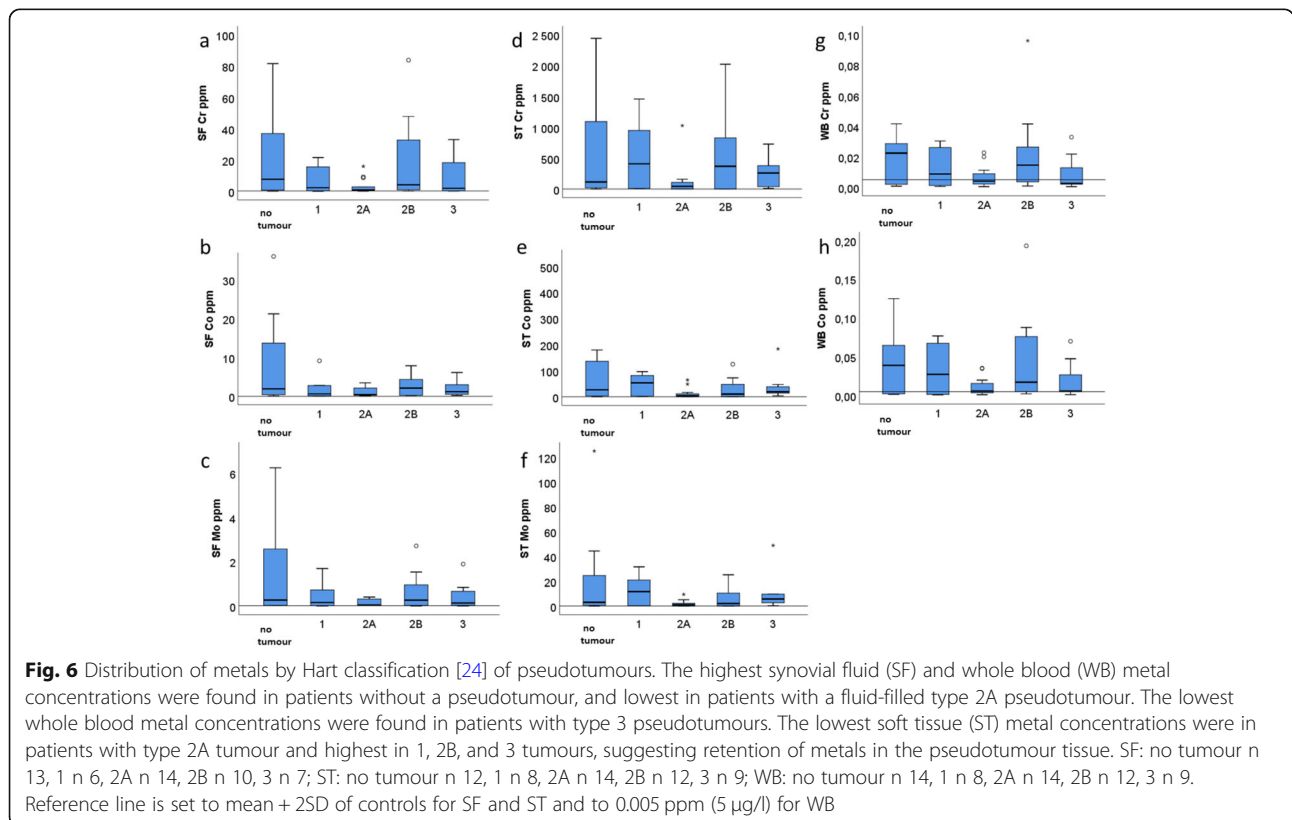 a
SF Cr ppm
100
80
60
40
20
0
no tumour 1 2A 2B 3
d
ST Cr ppm
2 500
2 000
1 500
1 000
500
0
no tumour 1 2A 2B 3
g
WB Cr ppm
0,10
0,08
0,06
0,04
0,02
0,00
no tumour 1 2A 2B 3
b
SF Co ppm
30
20
10
0
no tumour 1 2A 2B 3
e
ST Co ppm
500
400
300
200
100
0
no tumour 1 2A 2B 3
h
WB Co ppm
0,20
0,15
0,10
0,05
0,00
no tumour 1 2A 2B 3
c
SF Mo ppm
6
4
2
0
no tumour 1 2A 2B 3
f
ST Mo ppm
120
100
80
60
40
20
0
no tumour 1 2A 2B 3
Fig. 6 Distribution of metals by Hart classification [24] of pseudotumours. The highest synovial fluid (SF) and whole blood (WB) metal
concentrations were found in patients without a pseudotumour, and lowest in patients with a fluid-filled type 2A pseudotumour. The lowest
whole blood metal concentrations were found in patients with type 3 pseudotumours. The lowest soft tissue (ST) metal concentrations were in
patients with type 2A tumour and highest in 1, 2B, and 3 tumours, suggesting retention of metals in the pseudotumour tissue. SF: no tumour n
13, 1 n 6, 2A n 14, 2B n 10, 3 n 7; ST: no tumour n 12, 1 n 8, 2A n 14, 2B n 12, 3 n 9; WB: no tumour n 14, 1 n 8, 2A n 14, 2B n 12, 3 n 9.
Reference line is set to mean + 2SD of controls for SF and ST and to 0.005 ppm (5 μg/l) for WB